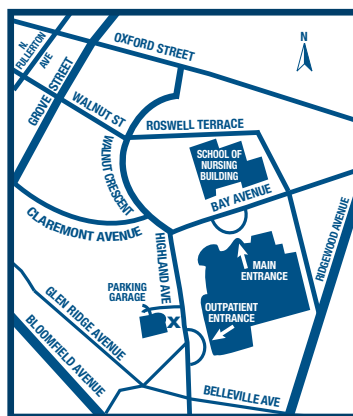 OXFORD STREET
N
N.
FULLERTON
AVE
GROVE STREET
WALNUT ST
ROSWELL TERRACE
WALNUT CRESCENT
SCHOOL OF
NURSING
BUILDING
BAY AVENUE
CLAREMONT AVENUE
HIGHLAND AVE
RIDGEWOOD AVENUE
MAIN
ENTRANCE
PARKING
GARAGE
X
OUTPATIENT
ENTRANCE
GLEN RIDGE AVENUE
BLOOMFIELD AVENUE
BELLEVILLE AVE